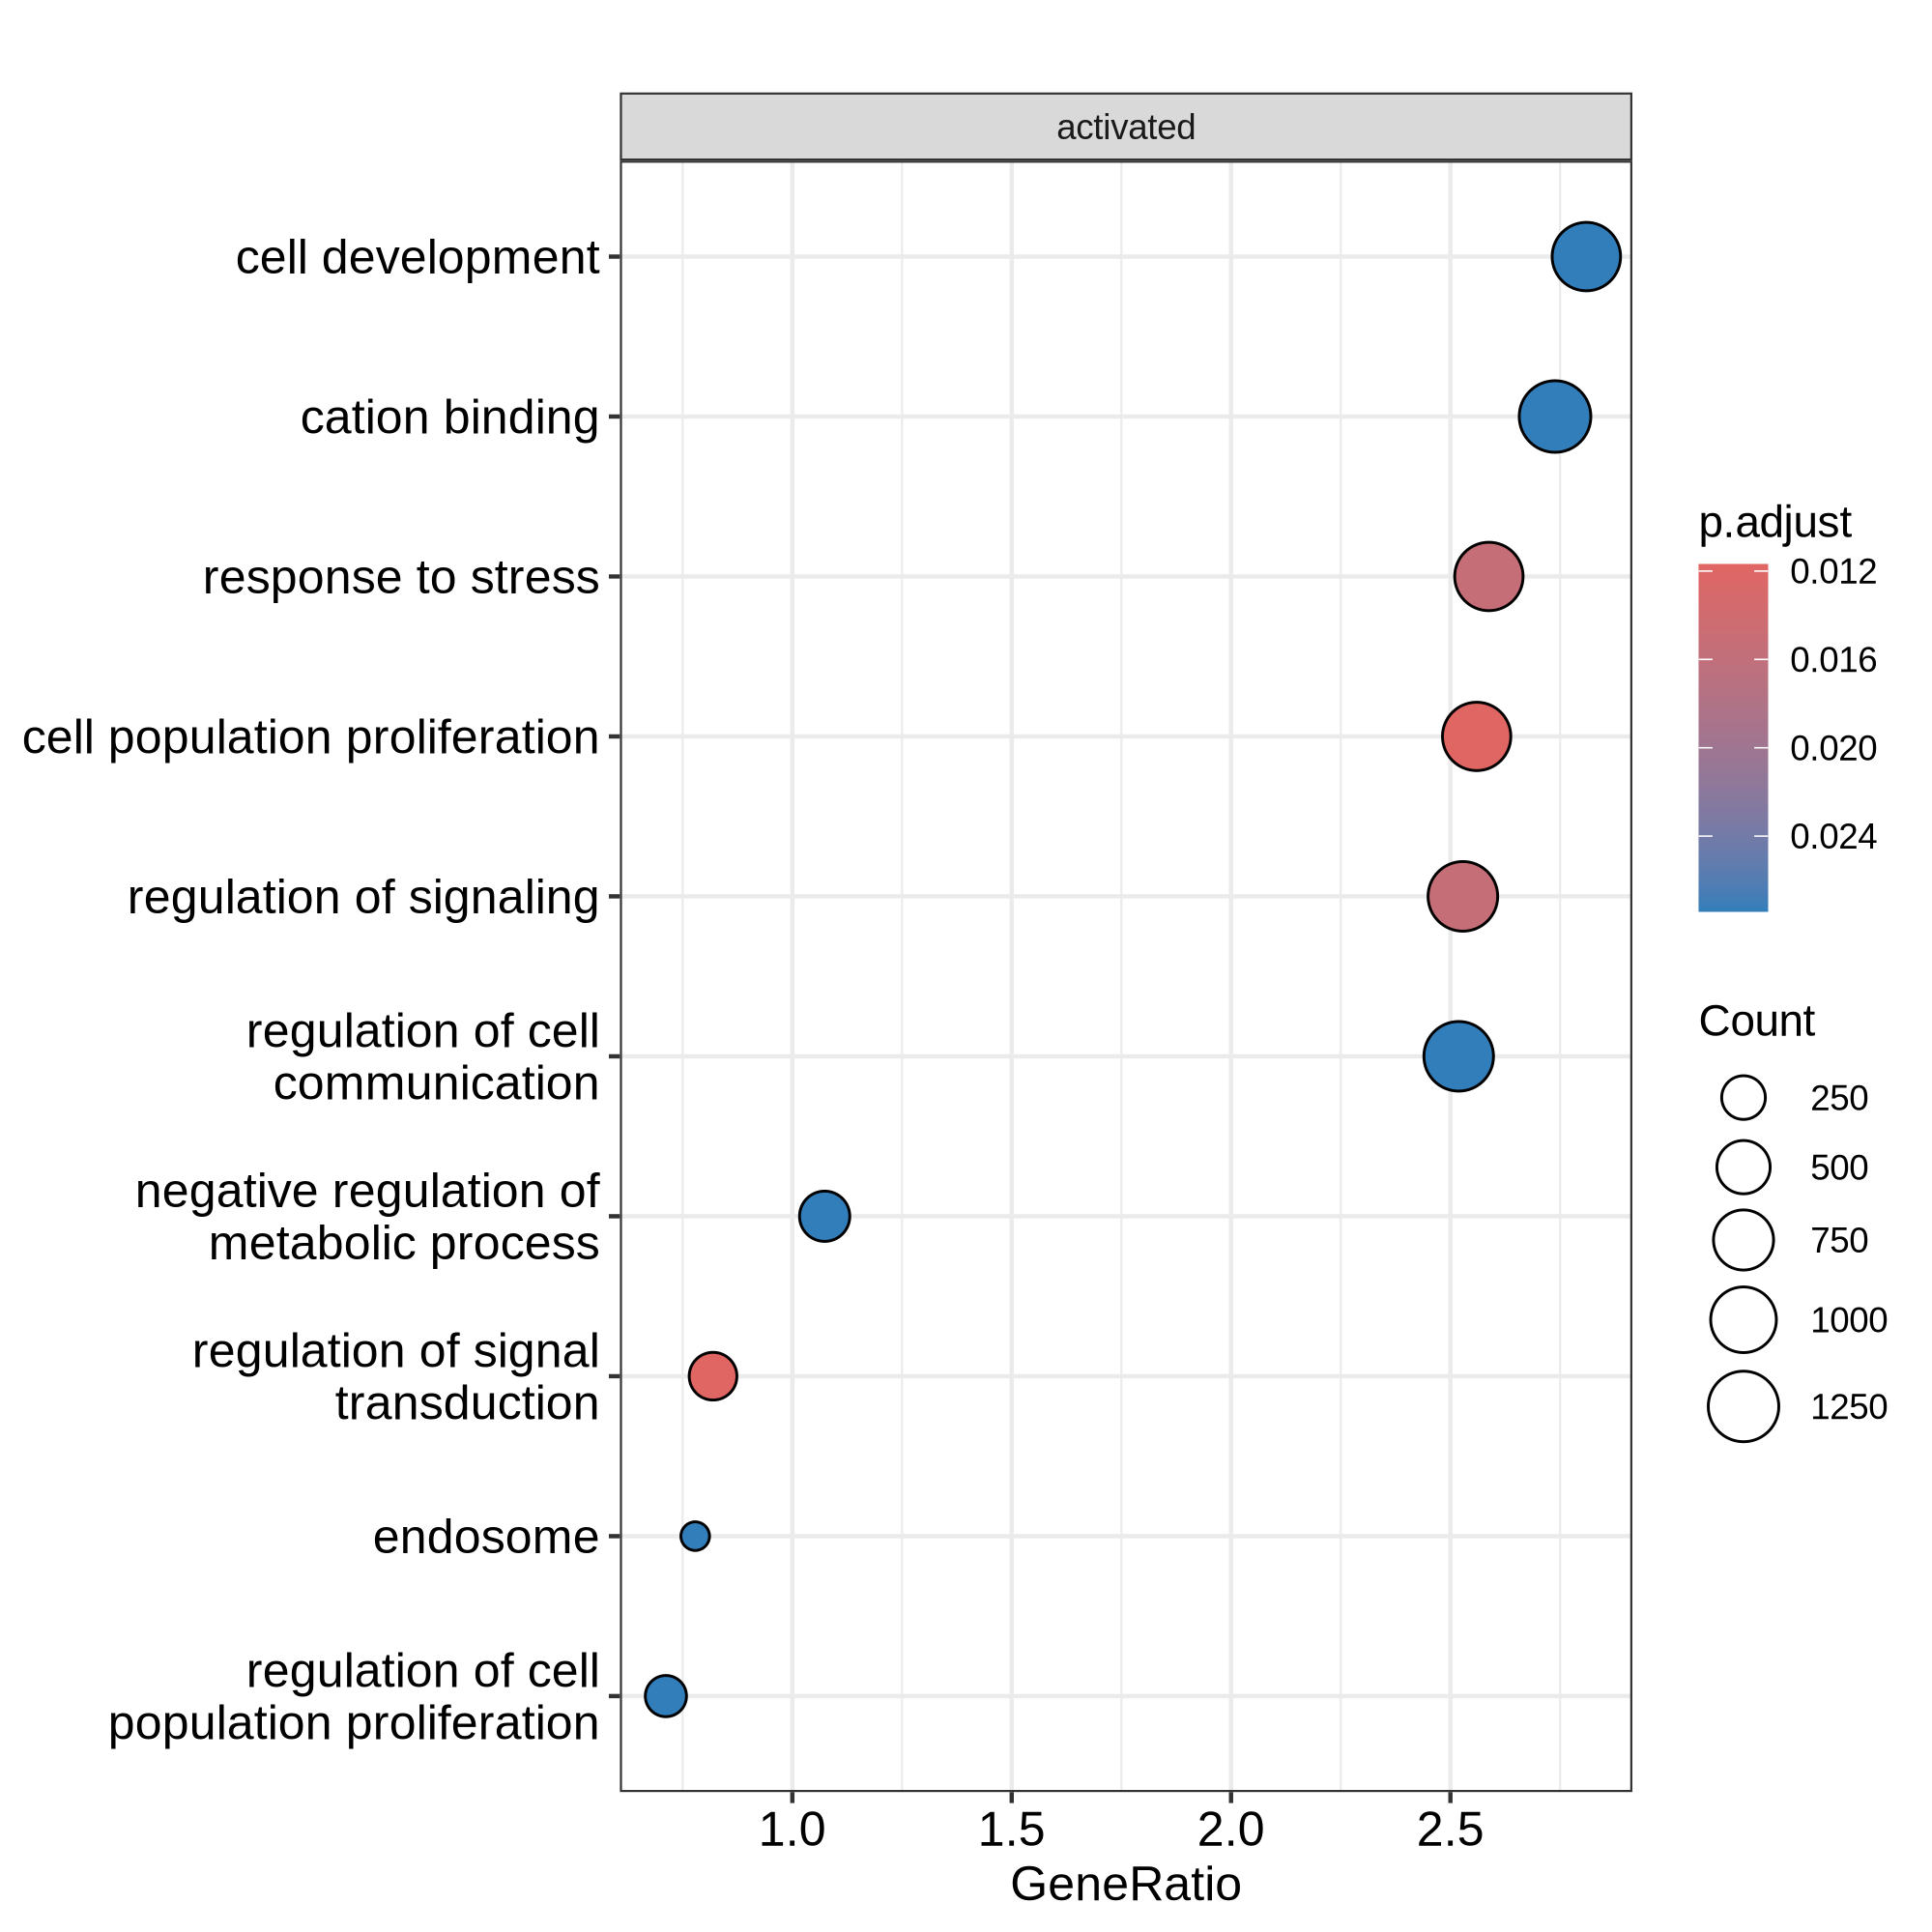 activated
cell development
cation binding
response to stress
cell population proliferation
regulation of signaling
regulation of cell
communication
negative regulation of
metabolic process
regulation of signal
transduction
endosome
regulation of cell
population proliferation
1.0
1.5
2.0
2.5
GeneRatio
p.adjust
0.012
0.016
0.020
0.024
Count
250
500
750
1000
1250